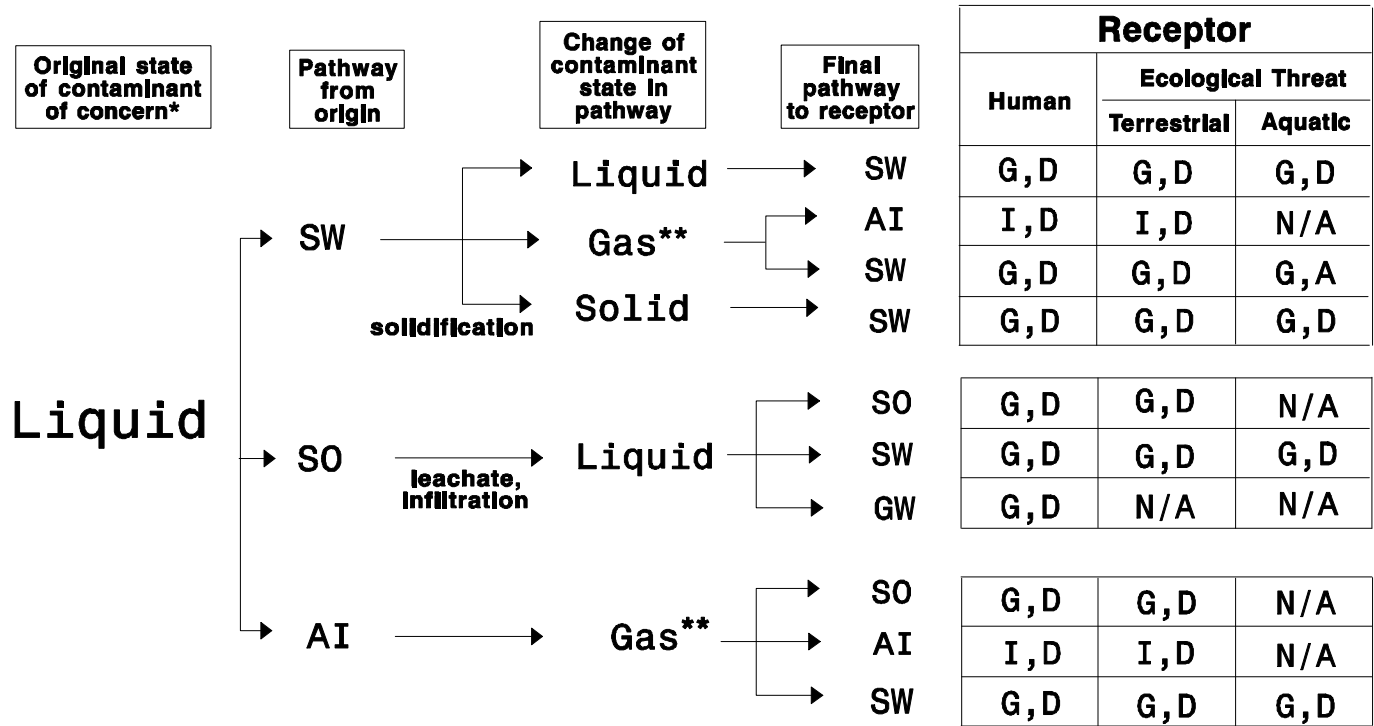 Receptor
Original state
of contaminant
of concern*
Pathway
from
origin
Change of
contaminant
state in
pathway
Final
pathway
to receptor
Human
Ecological Threat
Terrestrial
Aquatic
Liquid
SW
Liquid
SW
G,D
G,D
G,D
Gas**
AI
I,D
I,D
N/A
SW
G,D
G,D
G,A
solidification
Solid
SW
G,D
G,D
G,D
SO
leachate,
infiltration
Liquid
SO
G,D
G,D
N/A
SW
G,D
G,D
G,D
GW
G,D
N/A
N/A
AI
Gas**
SO
G,D
G,D
N/A
AI
I,D
I,D
N/A
SW
G,D
G,D
G,D